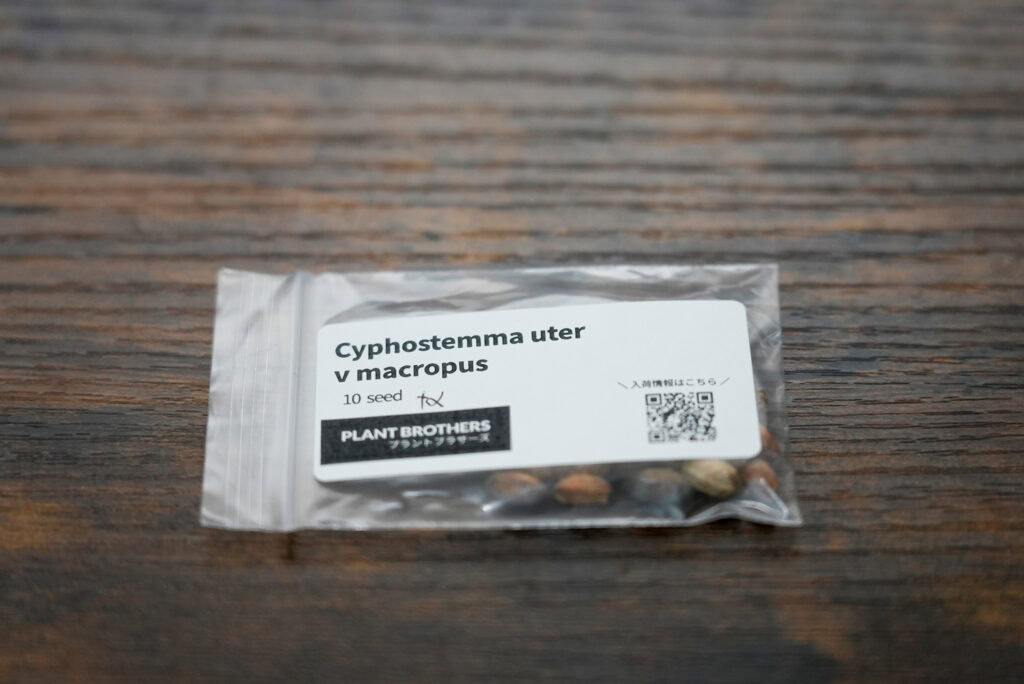 Cyphostemma uter
v macropus
10 seed
PLANT BROTHERS
プラントブラザーズ
\ 入荷情報はこちら /